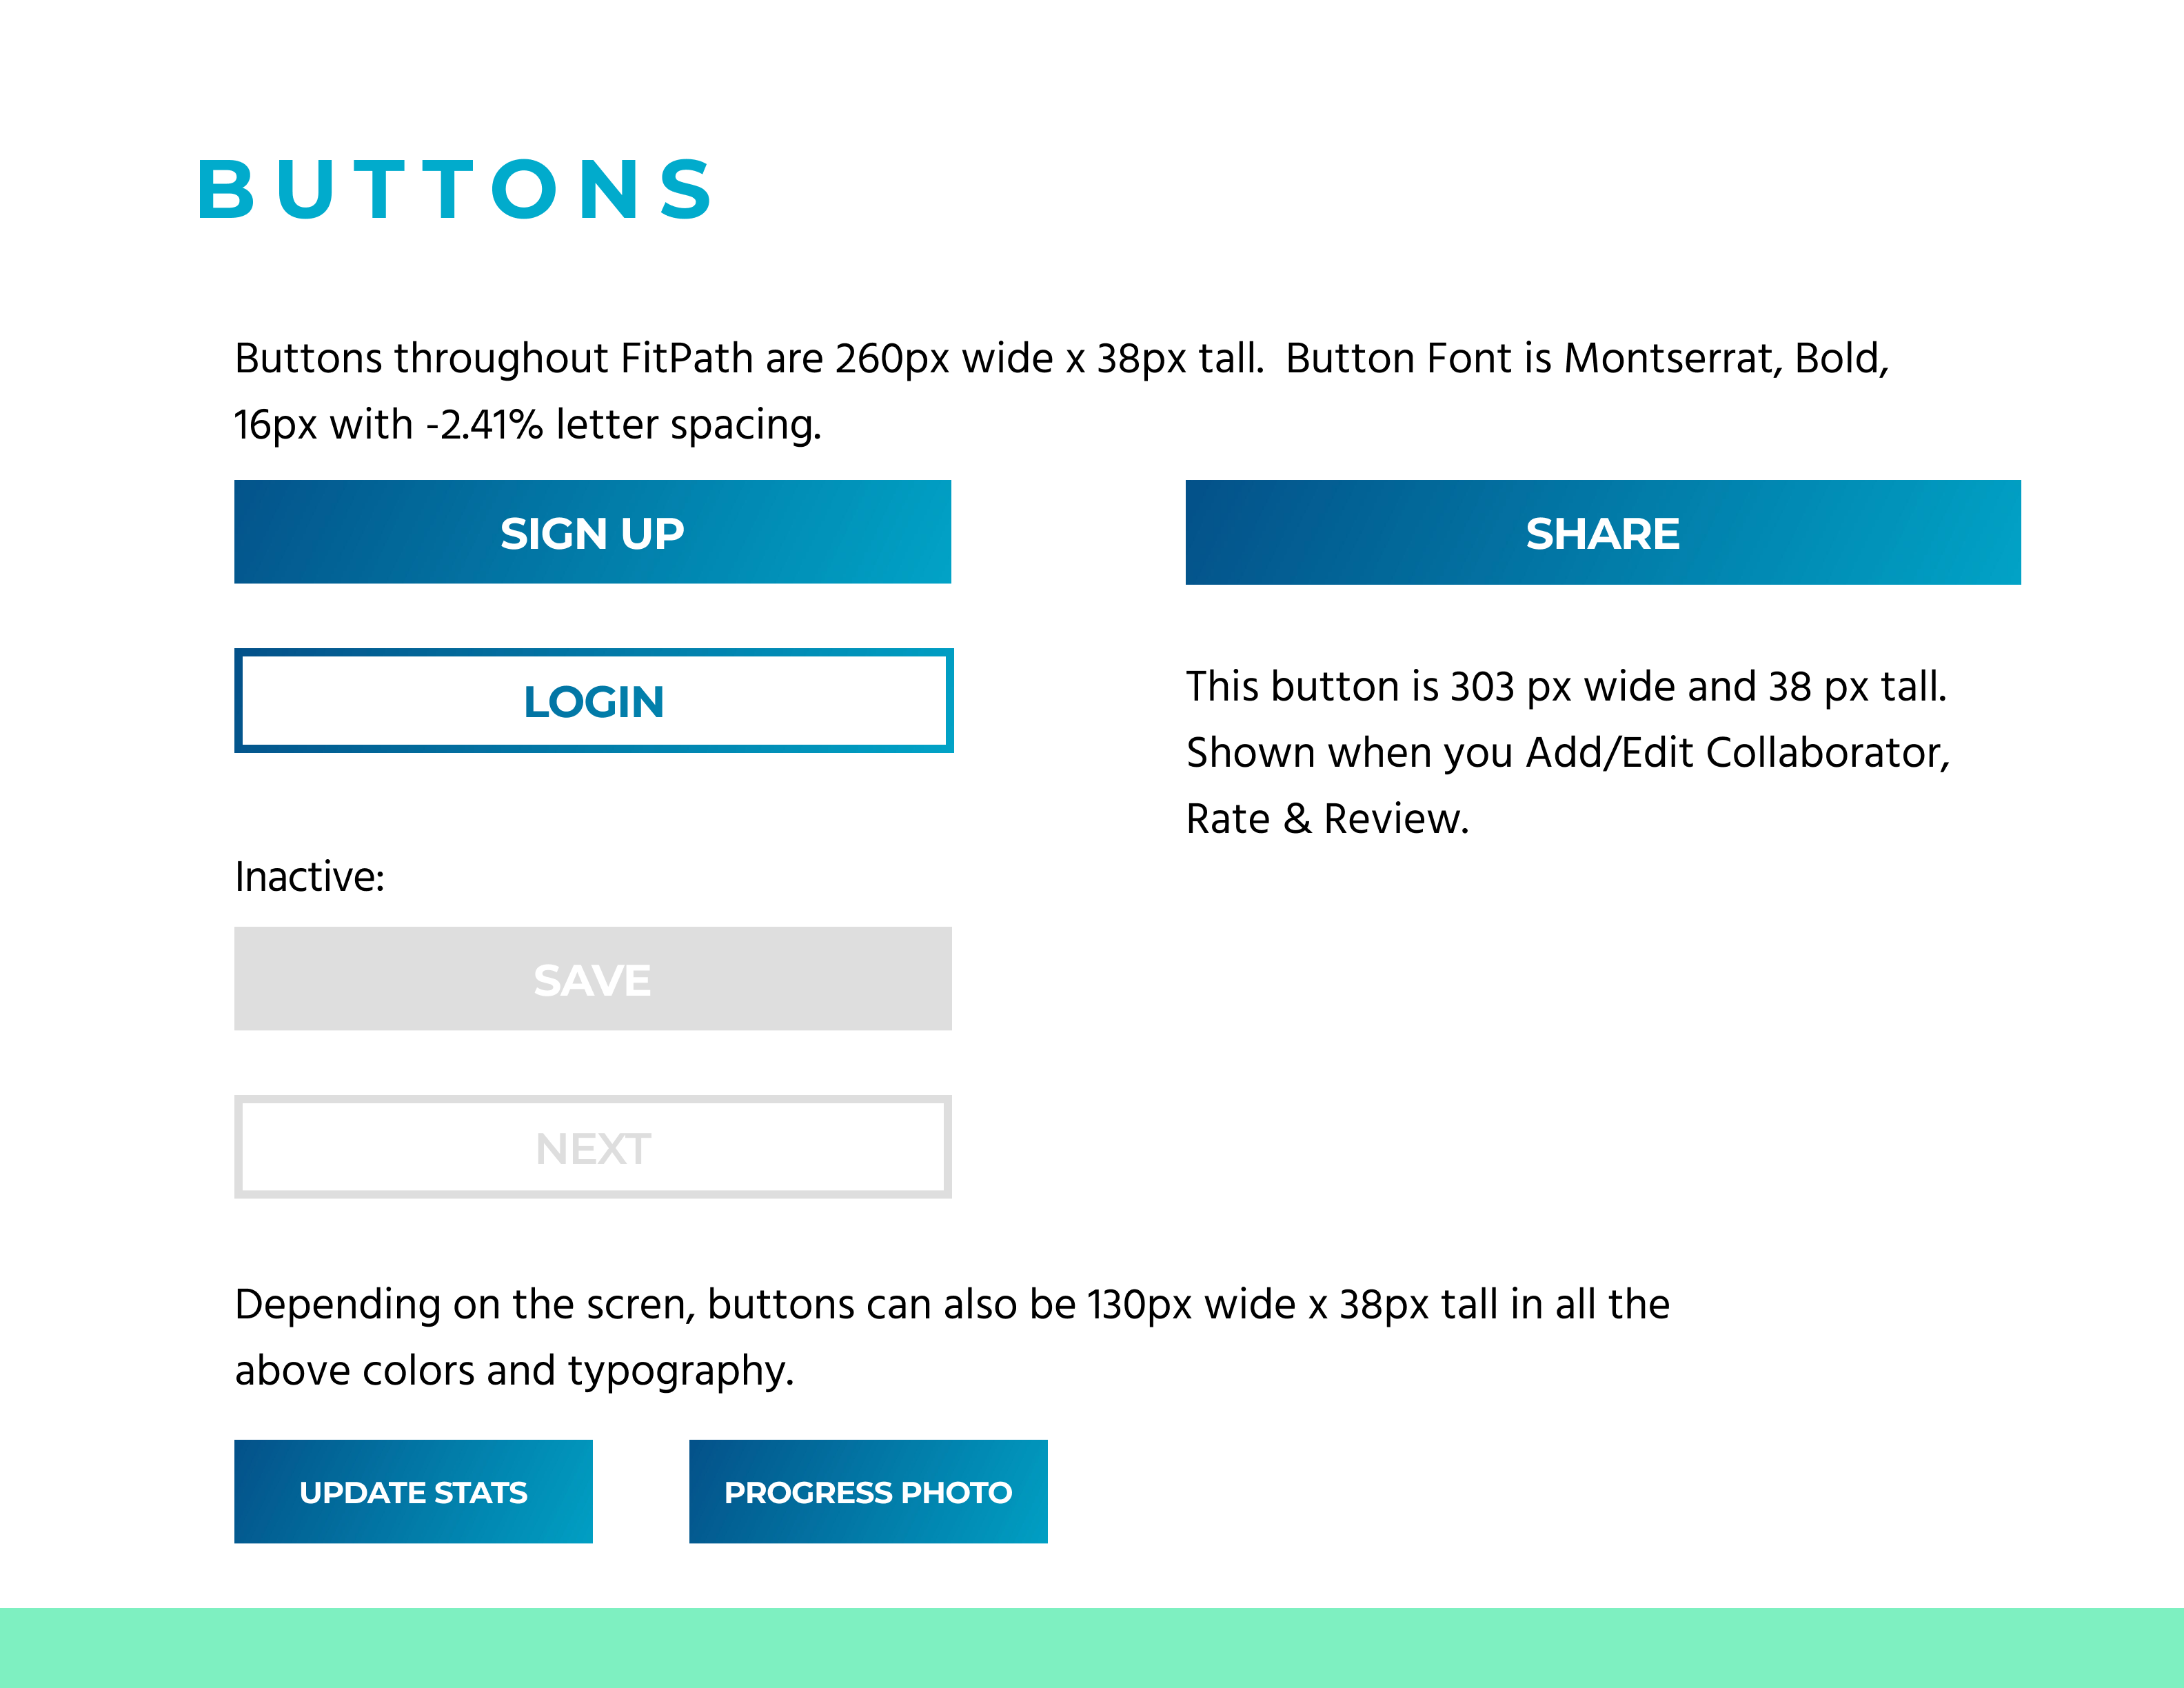 BUTTONS
Buttons throughout FitPath are 260px wide x 38px tall.  Button Font is Montserrat, Bold,
16px with -2.41% letter spacing.
SIGN UP
LOGIN
SHARE
This button is 303 px wide and 38 px tall.
Shown when you Add/Edit Collaborator,
Rate & Review.
Inactive:
SAVE
NEXT
Depending on the scren, buttons can also be 130px wide x 38px tall in all the
above colors and typography.
UPDATE STATS
PROGRESS PHOTO